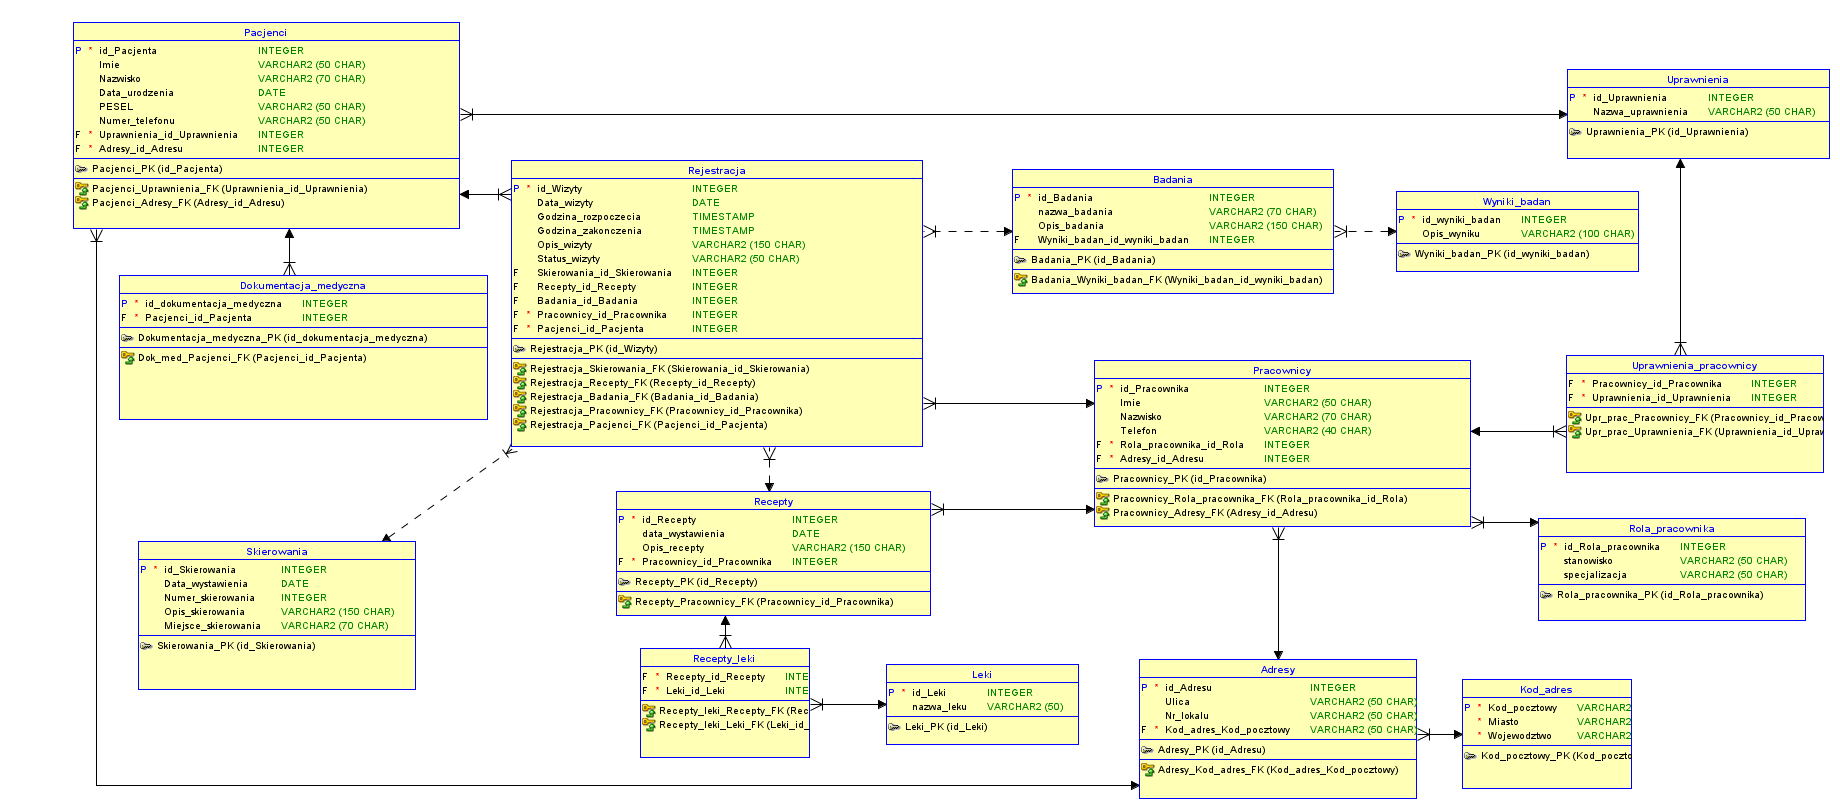 Pacjenci
P * id_Pacjenta INTEGER
Imie VARCHAR2 (50 CHAR)
Nazwisko VARCHAR2 (70 CHAR)
Data_urodzenia DATE
PESEL VARCHAR2 (50 CHAR)
Numer_telefonu VARCHAR2 (50 CHAR)
F * Uprawnienia_id_Uprawnienia INTEGER
F * Adresy_id_Adresu INTEGER
Pacjenci_PK (id_Pacjenta)
Pacjenci_Uprawnienia_FK (Uprawnienia_id_Uprawnienia)
Pacjenci_Adresy_FK (Adresy_id_Adresu)
Uprawnienia
P * id_Uprawnienia INTEGER
Nazwa_uprawnienia VARCHAR2 (50 CHAR)
Uprawnienia_PK (id_Uprawnienia)
Rejestracja
P * id_Wizyty INTEGER
Data_wizyty DATE
Godzina_rozpoczecia TIMESTAMP
Godzina_zakonczenia TIMESTAMP
Opis_wizyty VARCHAR2 (150 CHAR)
Status_wizyty VARCHAR2 (50 CHAR)
F Skierowania_id_Skierowania INTEGER
F Recepty_id_Recepty INTEGER
F Badania_id_Badania INTEGER
F * Pracownicy_id_Pracownika INTEGER
F * Pacjenci_id_Pacjenta INTEGER
Rejestracja_PK (id_Wizyty)
Rejestracja_Skierowania_FK (Skierowania_id_Skierowania)
Rejestracja_Recepty_FK (Recepty_id_Recepty)
Rejestracja_Badania_FK (Badania_id_Badania)
Rejestracja_Pracownicy_FK (Pracownicy_id_Pracownika)
Rejestracja_Pacjenci_FK (Pacjenci_id_Pacjenta)
Badania
P * id_Badania INTEGER
nazwa_badania VARCHAR2 (70 CHAR)
Opis_badania VARCHAR2 (150 CHAR)
F Wyniki_badan_id_wyniki_badan INTEGER
Badania_PK (id_Badania)
Badania_Wyniki_badan_FK (Wyniki_badan_id_wyniki_badan)
Wyniki_badan
P * id_wyniki_badan INTEGER
Opis_wyniku VARCHAR2 (100 CHAR)
Wyniki_badan_PK (id_wyniki_badan)
Dokumentacja_medyczna
P * id_dokumentacja_medyczna INTEGER
F * Pacjenci_id_Pacjenta INTEGER
Dokumentacja_medyczna_PK (id_dokumentacja_medyczna)
Dok_med_Pacjenci_FK (Pacjenci_id_Pacjenta)
Pracownicy
P * id_Pracownika INTEGER
Imie VARCHAR2 (50 CHAR)
Nazwisko VARCHAR2 (70 CHAR)
Telefon VARCHAR2 (40 CHAR)
F * Rola_pracownika_id_Rola INTEGER
F * Adresy_id_Adresu INTEGER
Pracownicy_PK (id_Pracownika)
Pracownicy_Rola_pracownika_FK (Rola_pracownika_id_Rola)
Pracownicy_Adresy_FK (Adresy_id_Adresu)
Uprawnienia_pracownicy
F * Pracownicy_id_Pracownika INTEGER
F * Uprawnienia_id_Uprawnienia INTEGER
Upr_prac_Pracownicy_FK (Pracownicy_id_Pracow
Upr_prac_Uprawnienia_FK (Uprawnienia_id_Upraw
Recepty
P * id_Recepty INTEGER
data_wystawienia DATE
Opis_recepty VARCHAR2 (150 CHAR)
F * Pracownicy_id_Pracownika INTEGER
Recepty_PK (id_Recepty)
Recepty_Pracownicy_FK (Pracownicy_id_Pracownika)
Rola_pracownika
P * id_Rola_pracownika INTEGER
stanowisko VARCHAR2 (50 CHAR)
specjalizacja VARCHAR2 (50 CHAR)
Rola_pracownika_PK (id_Rola_pracownika)
Skierowania
P * id_Skierowania INTEGER
Data_wystawienia DATE
Numer_skierowania INTEGER
Opis_skierowania VARCHAR2 (150 CHAR)
Miejsce_skierowania VARCHAR2 (70 CHAR)
Skierowania_PK (id_Skierowania)
Recepty_leki
F * Recepty_id_Recepty INTE
F * Leki_id_Leki INTE
Recepty_leki_Recepty_FK (Rec
Recepty_leki_Leki_FK (Leki_id_
Leki
P * id_Leki INTEGER
nazwa_leku VARCHAR2 (50)
Leki_PK (id_Leki)
Adresy
P * id_Adresu INTEGER
Ulica VARCHAR2 (50 CHAR)
Nr_lokalu VARCHAR2 (50 CHAR)
F * Kod_adres_Kod_pocztowy VARCHAR2 (50 CHAR)
Adresy_PK (id_Adresu)
Adresy_Kod_adres_FK (Kod_adres_Kod_pocztowy)
Kod_adres
P * Kod_pocztowy VARCHAR2
* Miasto VARCHAR2
* Wojewodztwo VARCHAR2
Kod_pocztowy_PK (Kod_poczto